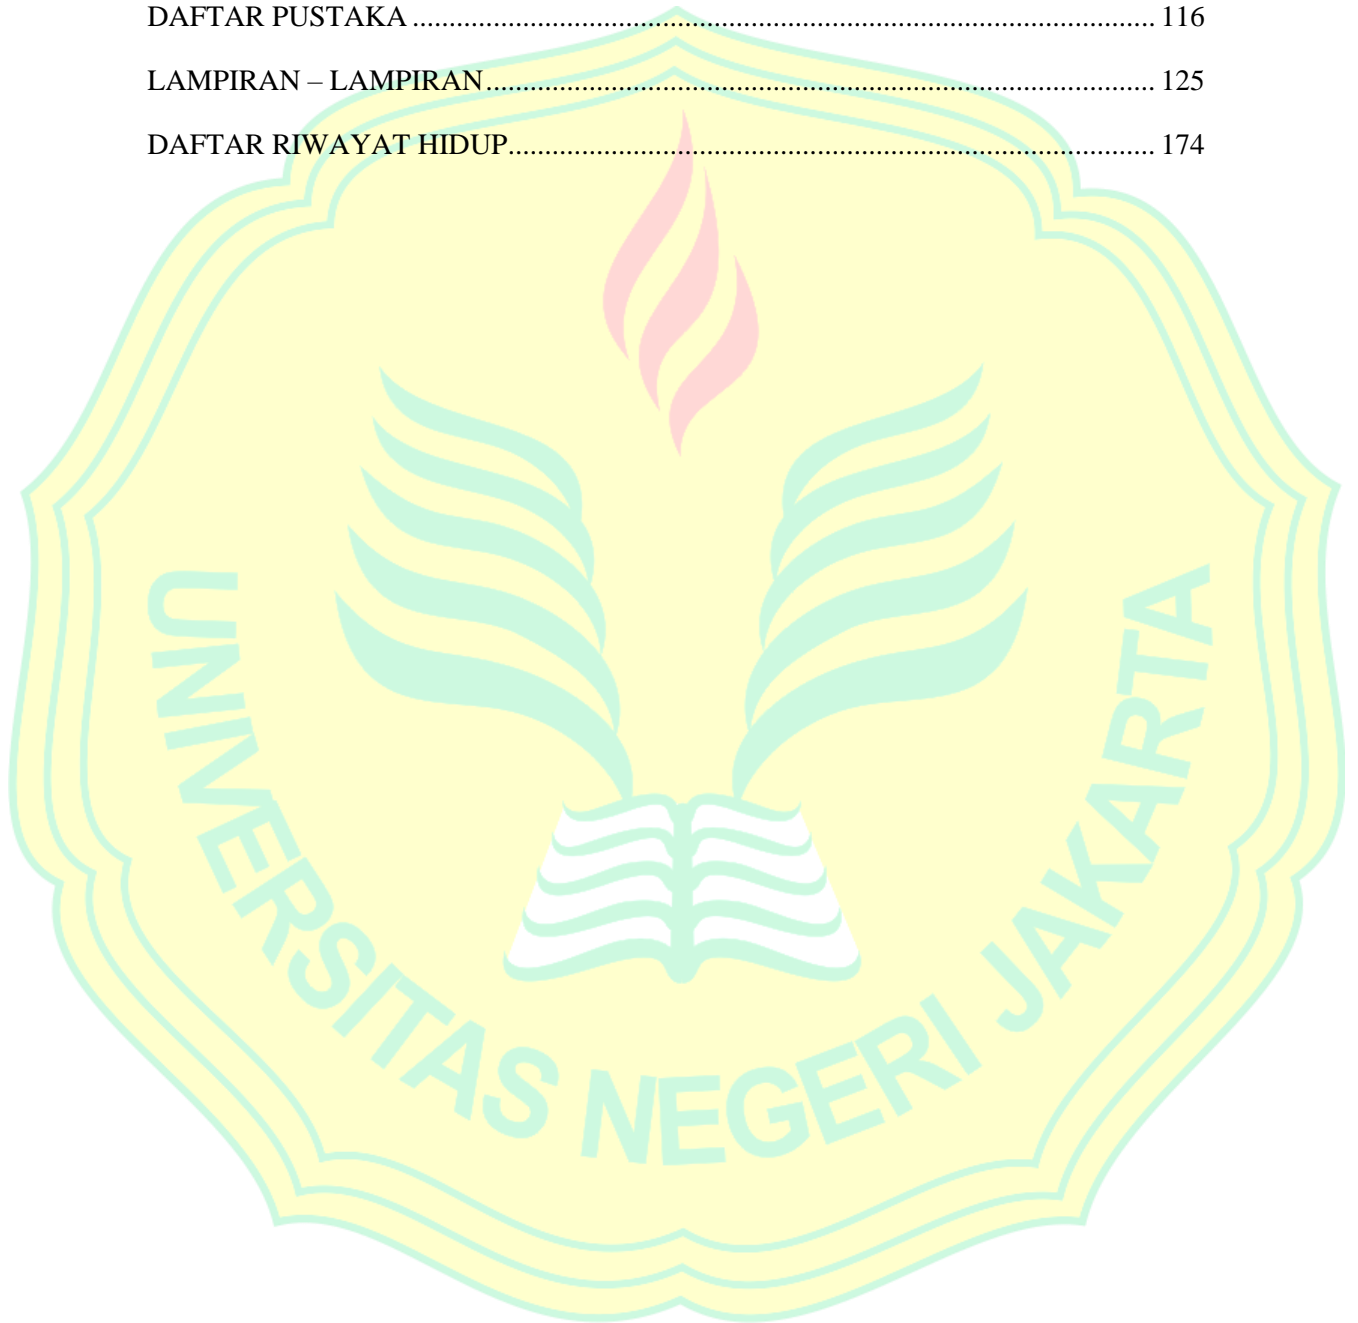 DAFTAR PUSTAKA .................................................................................................... 116
LAMPIRAN – LAMPIRAN.......................................................................................... 125
DAFTAR RIWAYAT HIDUP....................................................................................... 174
UNIVERSITAS NEGERI JAKARTA